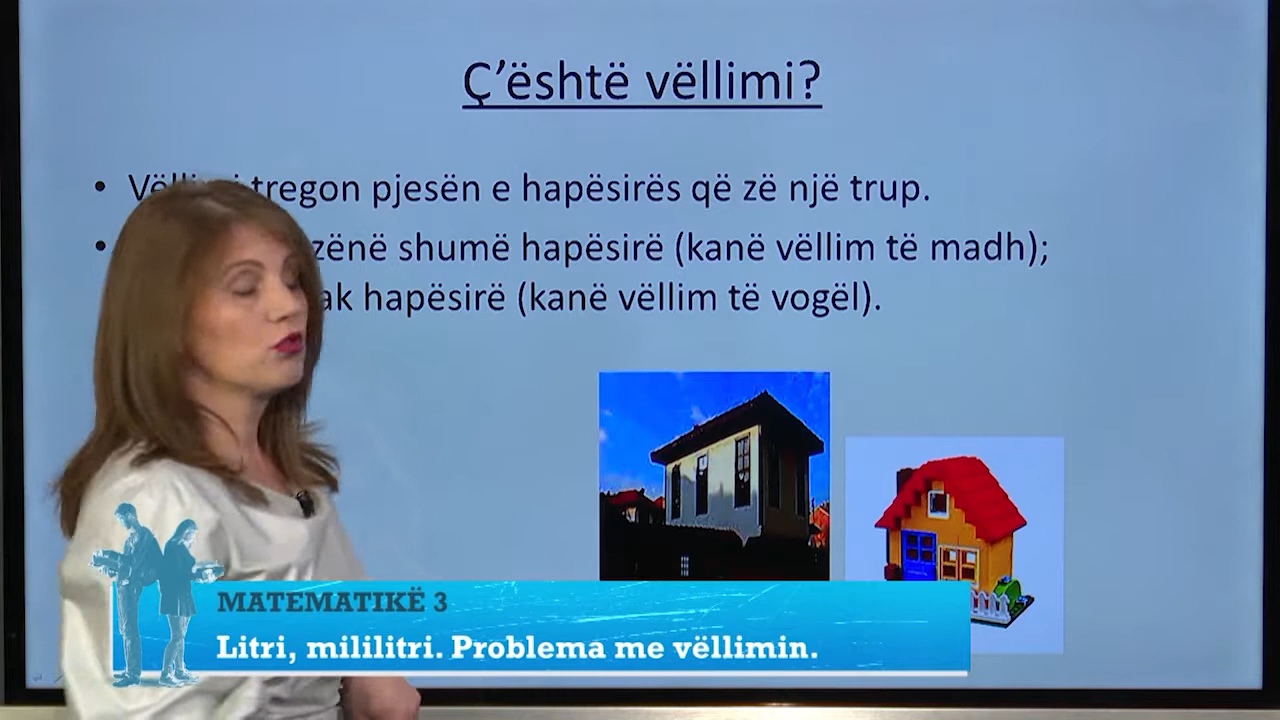 Ç’është vëllimi?
• tregon pjesën e hapësirës që zë një trup.
• zënë shumë hapësirë (kanë vëllim të madh);
hapësirë (kanë vëllim të vogël).
MATEMATIKË 3
Litri, mililitri. Problema me vëllimin.